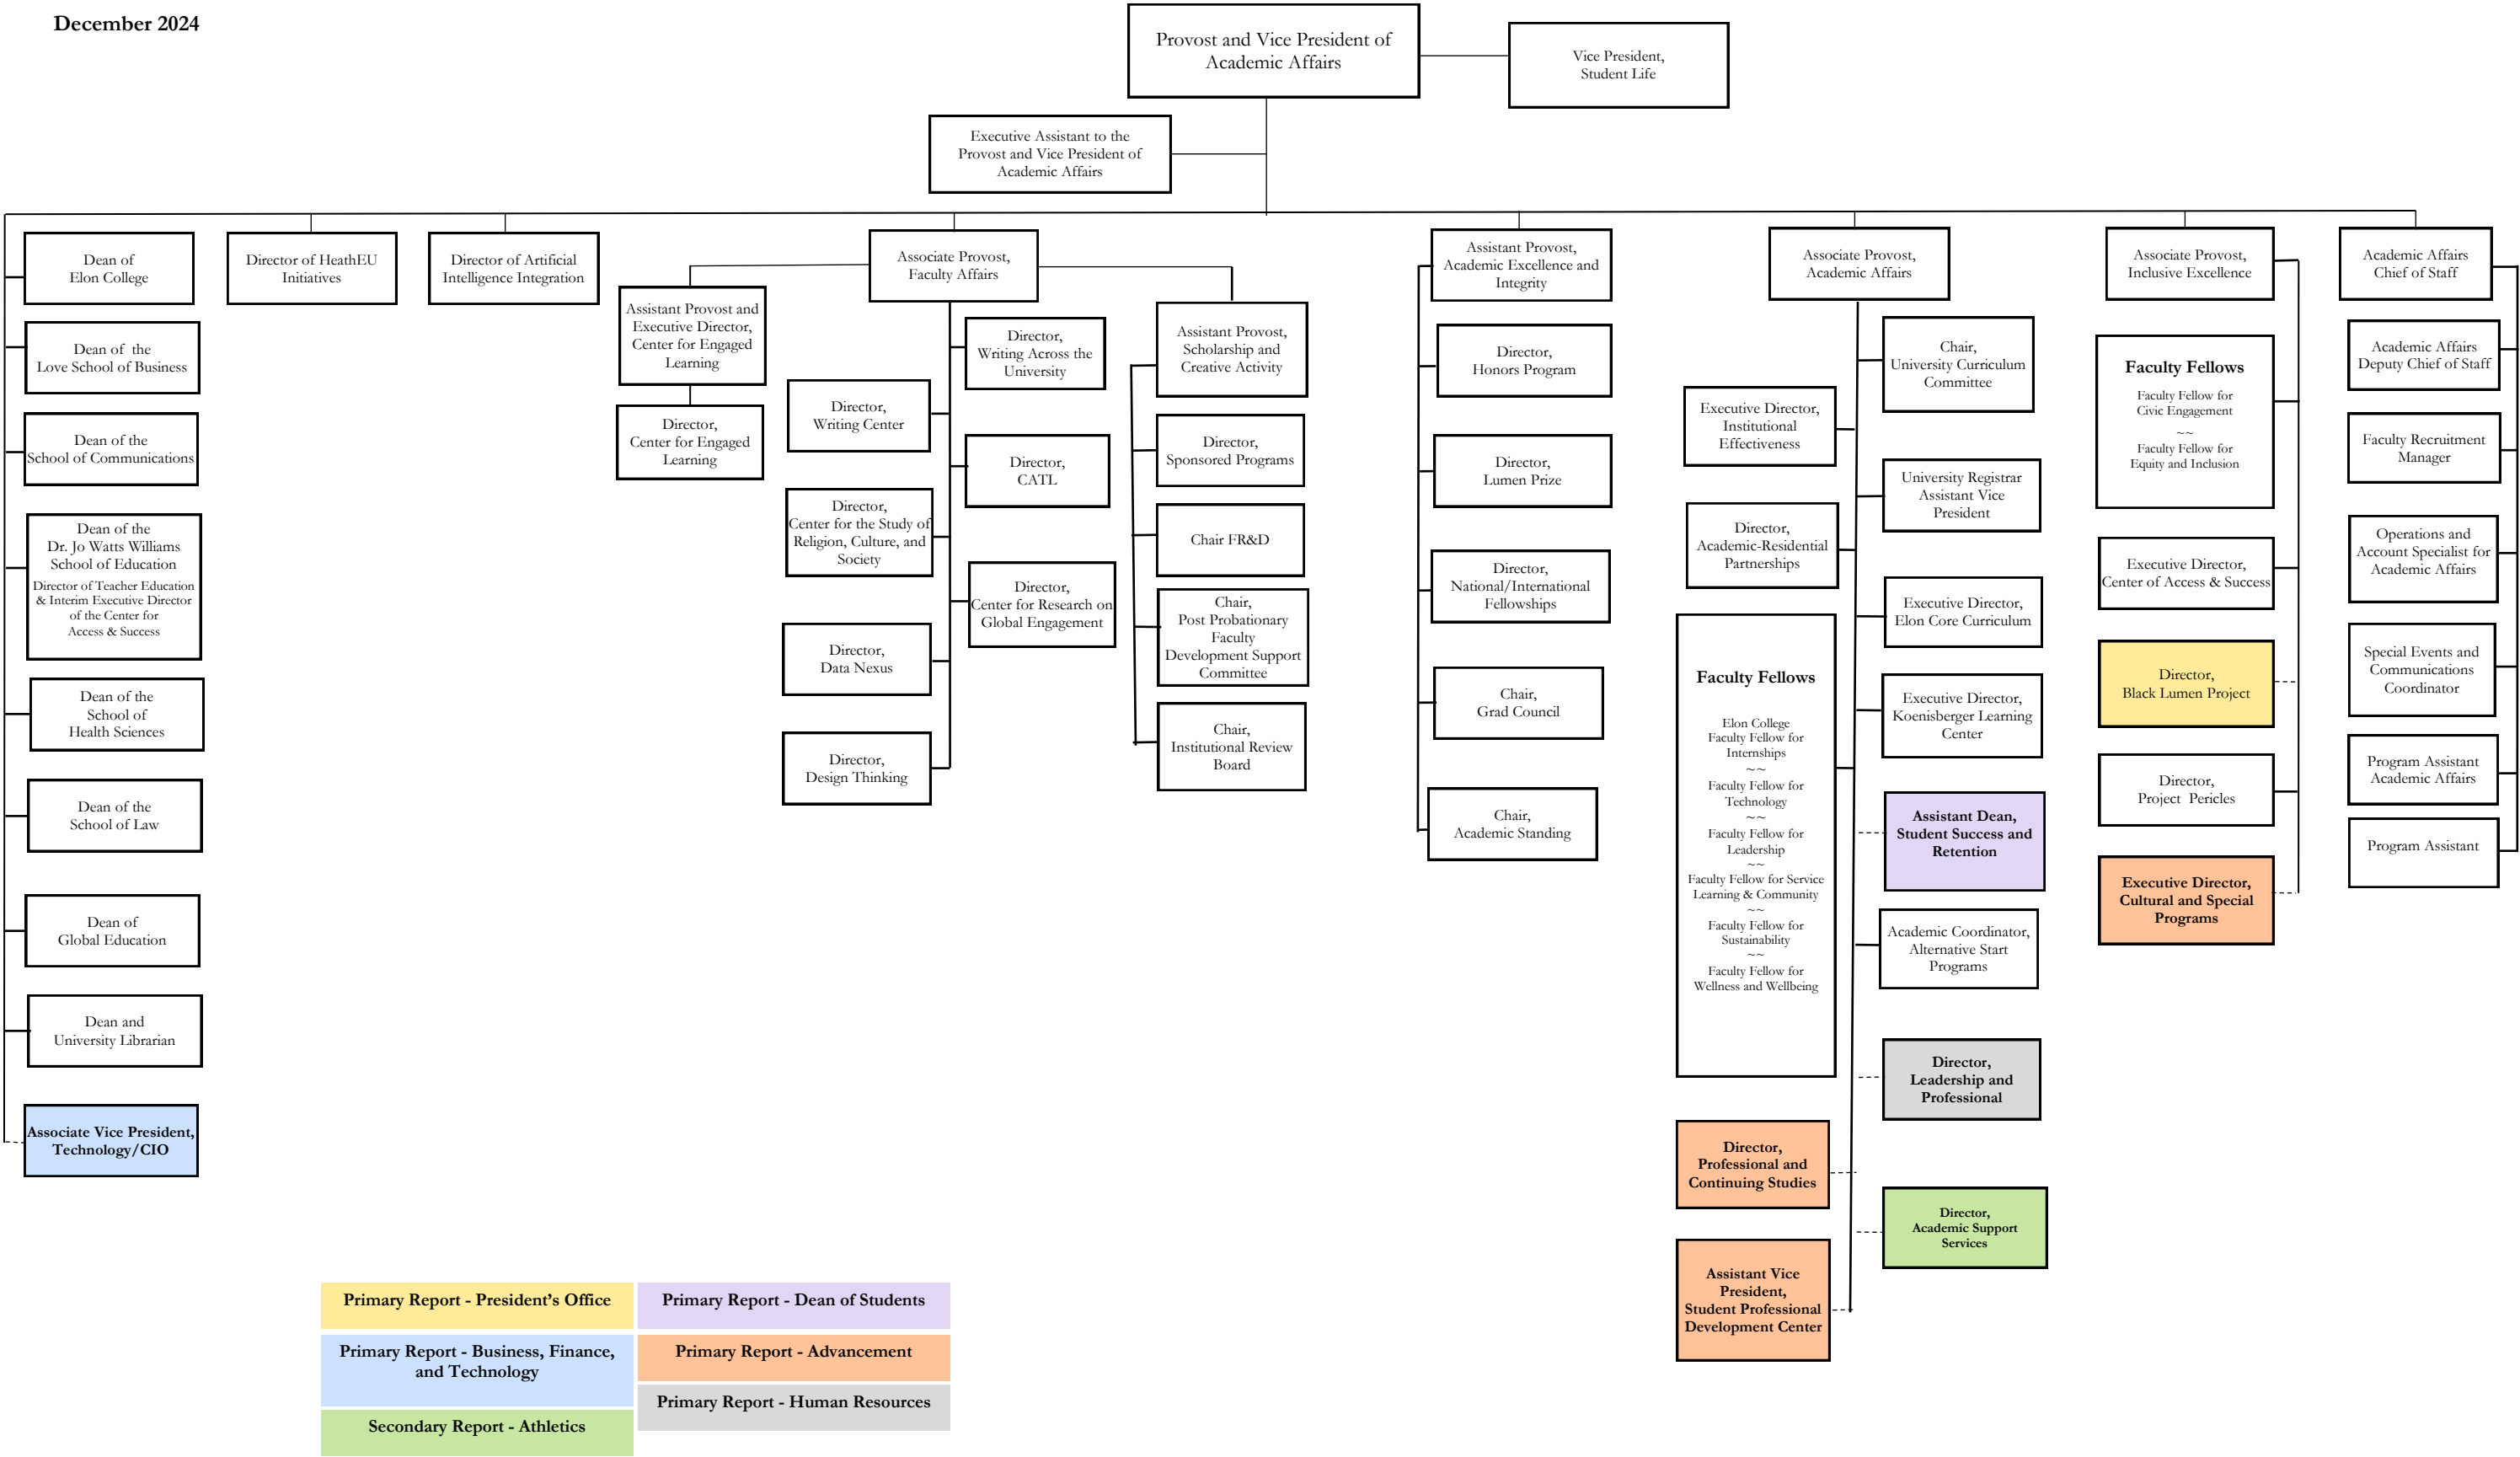 December 2024
Provost and Vice President of
Academic Affairs
Vice President,
Student Life
Executive Assistant to the
Provost and Vice President of
Academic Affairs
Dean of
Elon College
Dean of  the
Love School of Business
Dean of the
School of Communications
Dean of the
Dr. Jo Watts Williams
School of Education
Director of Teacher Education
& Interim Executive Director
of the Center for
Access & Success
Dean of the
School of
Health Sciences
Dean of the
School of Law
Dean of
Global Education
Dean and
University Librarian
Associate Vice President,
Technology/CIO
Director of HeathEU
Initiatives
Director of Artificial
Intelligence Integration
Associate Provost,
Faculty Affairs
Assistant Provost and
Executive Director,
Center for Engaged
Learning
Director,
Center for Engaged
Learning
Director,
Writing Center
Director,
Center for the Study of
Religion, Culture, and
Society
Director,
Data Nexus
Director,
Design Thinking
Director,
Writing Across the
University
Director,
CATL
Director,
Center for Research on
Global Engagement
Assistant Provost,
Scholarship and
Creative Activity
Director,
Sponsored Programs
Chair FR&D
Chair,
Post Probationary
Faculty
Development Support
Committee
Chair,
Institutional Review
Board
Assistant Provost,
Academic Excellence and
Integrity
Director,
Honors Program
Director,
Lumen Prize
Director,
National/International
Fellowships
Chair,
Grad Council
Chair,
Academic Standing
Associate Provost,
Academic Affairs
Executive Director,
Institutional
Effectiveness
Director,
Academic-Residential
Partnerships
Faculty Fellows
Elon College
Faculty Fellow for
Internships
~~
Faculty Fellow for
Technology
~~
Faculty Fellow for
Leadership
~~
Faculty Fellow for Service
Learning & Community
~~
Faculty Fellow for
Sustainability
~~
Faculty Fellow for
Wellness and Wellbeing
Director,
Professional and
Continuing Studies
Assistant Vice
President,
Student Professional
Development Center
Chair,
University Curriculum
Committee
University Registrar
Assistant Vice
President
Executive Director,
Elon Core Curriculum
Executive Director,
Koenisberger Learning
Center
Assistant Dean,
Student Success and
Retention
Academic Coordinator,
Alternative Start
Programs
Director,
Leadership and
Professional
Director,
Academic Support
Services
Associate Provost,
Inclusive Excellence
Faculty Fellows
Faculty Fellow for
Civic Engagement
~~
Faculty Fellow for
Equity and Inclusion
Executive Director,
Center of Access & Success
Director,
Black Lumen Project
Director,
Project  Pericles
Executive Director,
Cultural and Special
Programs
Academic Affairs
Chief of Staff
Academic Affairs
Deputy Chief of Staff
Faculty Recruitment
Manager
Operations and
Account Specialist for
Academic Affairs
Special Events and
Communications
Coordinator
Program Assistant
Academic Affairs
Program Assistant
Primary Report - President’s Office
Primary Report - Dean of Students
Primary Report - Business, Finance,
and Technology
Primary Report - Advancement
Primary Report - Human Resources
Secondary Report - Athletics